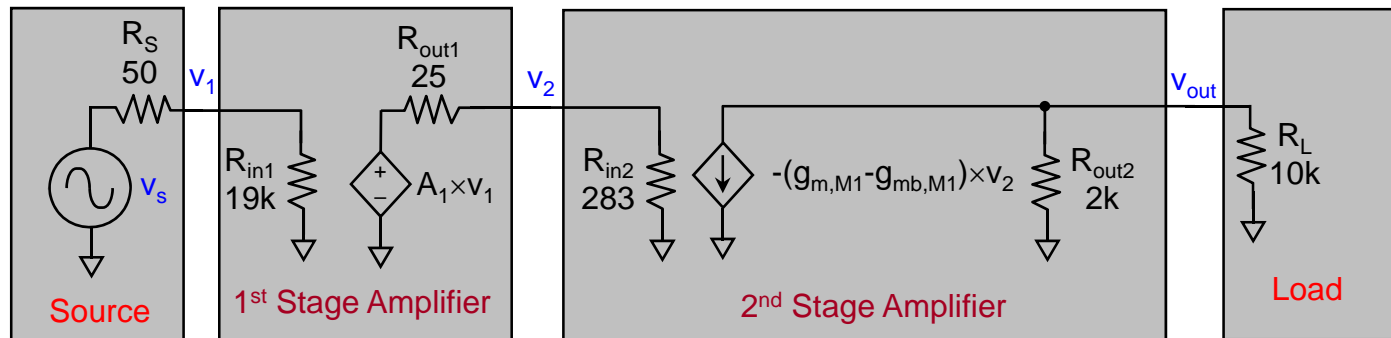 R_S
50
v_s
Source
v_1
R_in1
19k
A_1×v_1
+
−
R_out1
25
1st Stage Amplifier
v_2
R_in2
283
-(g_m,M1-g_mb,M1)×v_2
R_out2
2k
2nd Stage Amplifier
v_out
R_L
10k
Load